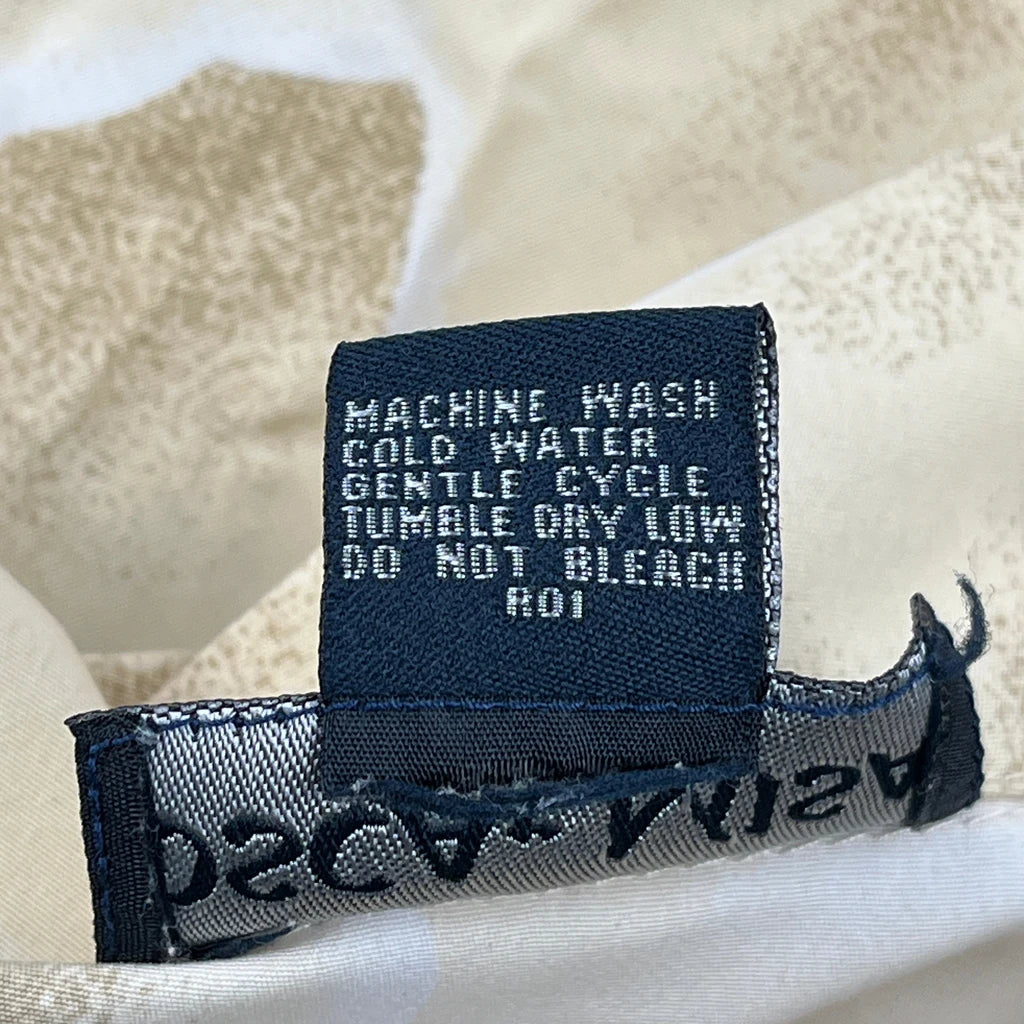 MACHINE WASH
COLD WATER
GENTLE CYCLE
TUMBLE DRY LOW
DO NOT BLEACH
R01